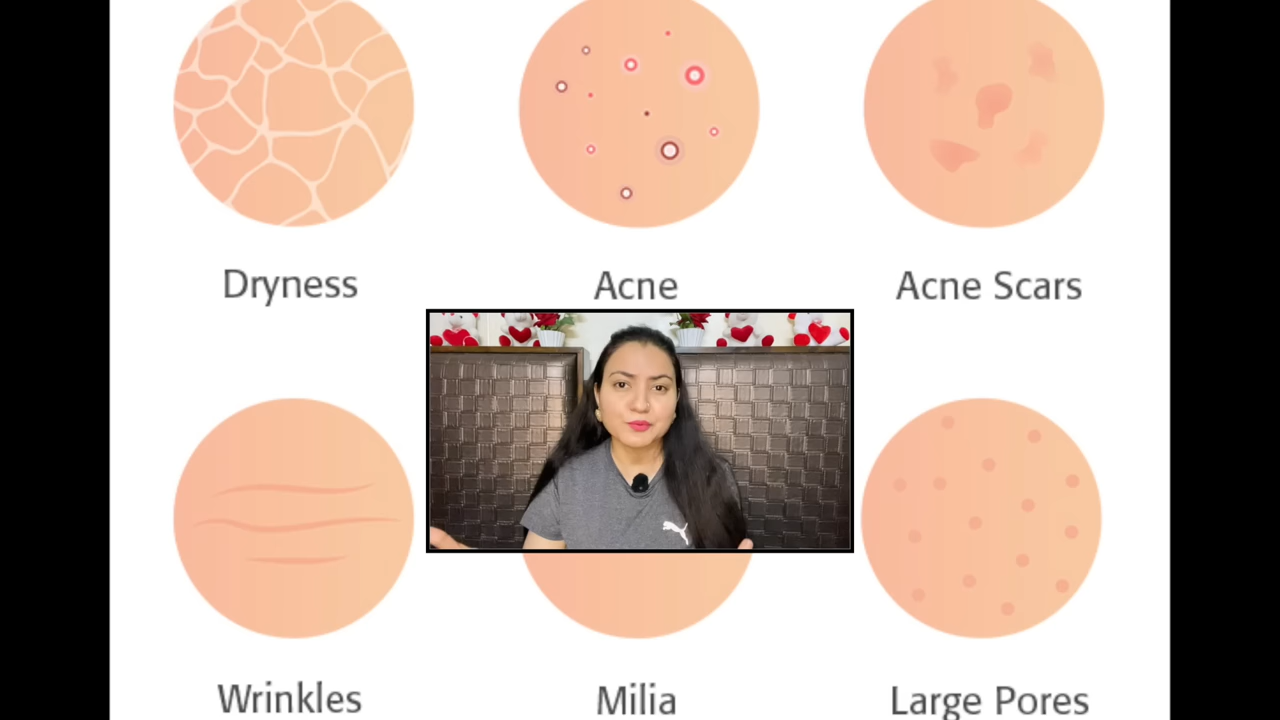 Dryness
Acne
Acne Scars
Wrinkles
Milia
Large Pores